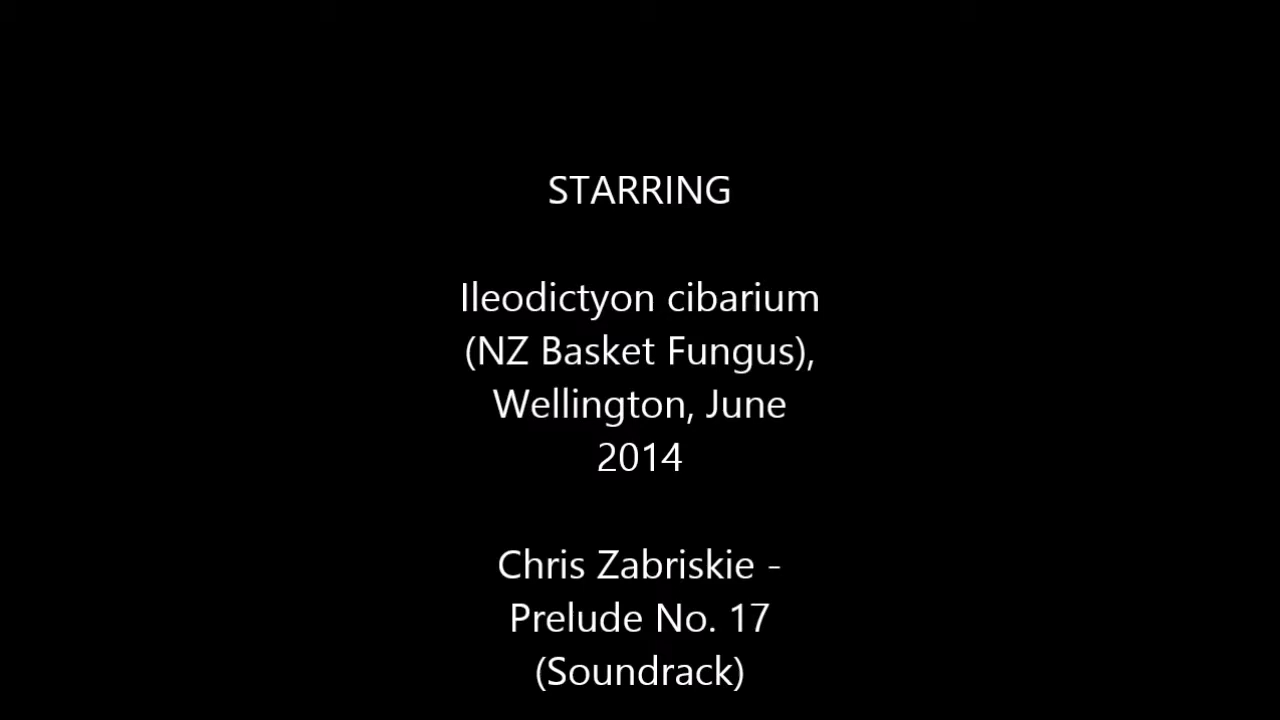 STARRING
Ileodictyon cibarium
(NZ Basket Fungus),
Wellington, June
2014
Chris Zabriskie -
Prelude No. 17
(Soundrack)